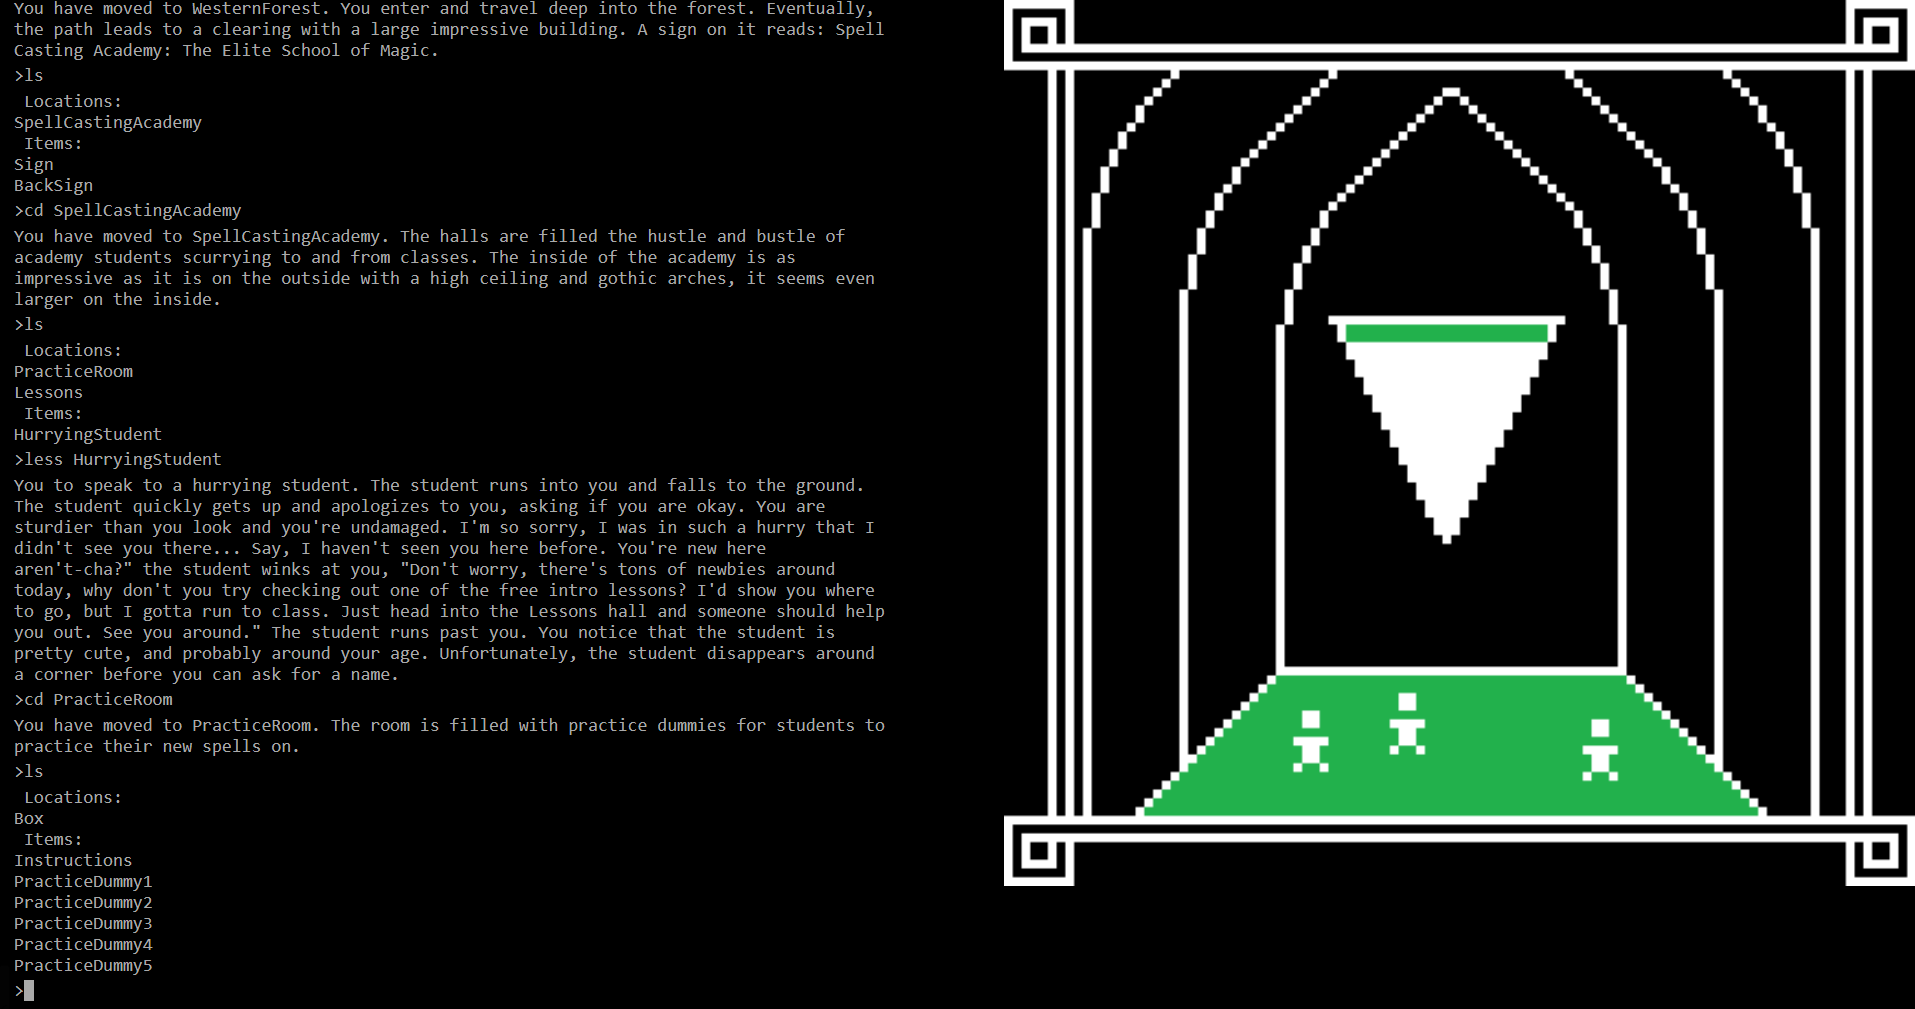 You have moved to WesternForest. You enter and travel deep into the forest. Eventually,
the path leads to a clearing with a large impressive building. A sign on it reads: Spell
Casting Academy: The Elite School of Magic.
>ls
Locations:
SpellCastingAcademy
Items:
Sign
BackSign
>cd SpellCastingAcademy
You have moved to SpellCastingAcademy. The halls are filled the hustle and bustle of
academy students scurrying to and from classes. The inside of the academy is as
impressive as it is on the outside with a high ceiling and gothic arches, it seems even
larger on the inside.
>ls
Locations:
PracticeRoom
Lessons
Items:
HurryingStudent
>less HurryingStudent
You to speak to a hurrying student. The student runs into you and falls to the ground.
The student quickly gets up and apologizes to you, asking if you are okay. You are
sturdier than you look and you're undamaged. I'm so sorry, I was in such a hurry that I
didn't see you there... Say, I haven't seen you here before. You're new here
aren't-cha?" the student winks at you, "Don't worry, there's tons of newbies around
today, why don't you try checking out one of the free intro lessons? I'd show you where
to go, but I gotta run to class. Just head into the Lessons hall and someone should help
you out. See you around." The student runs past you. You notice that the student is
pretty cute, and probably around your age. Unfortunately, the student disappears around
a corner before you can ask for a name.
>cd PracticeRoom
You have moved to PracticeRoom. The room is filled with practice dummies for students to
practice their new spells on.
>ls
Locations:
Box
Items:
Instructions
PracticeDummy1
PracticeDummy2
PracticeDummy3
PracticeDummy4
PracticeDummy5
>